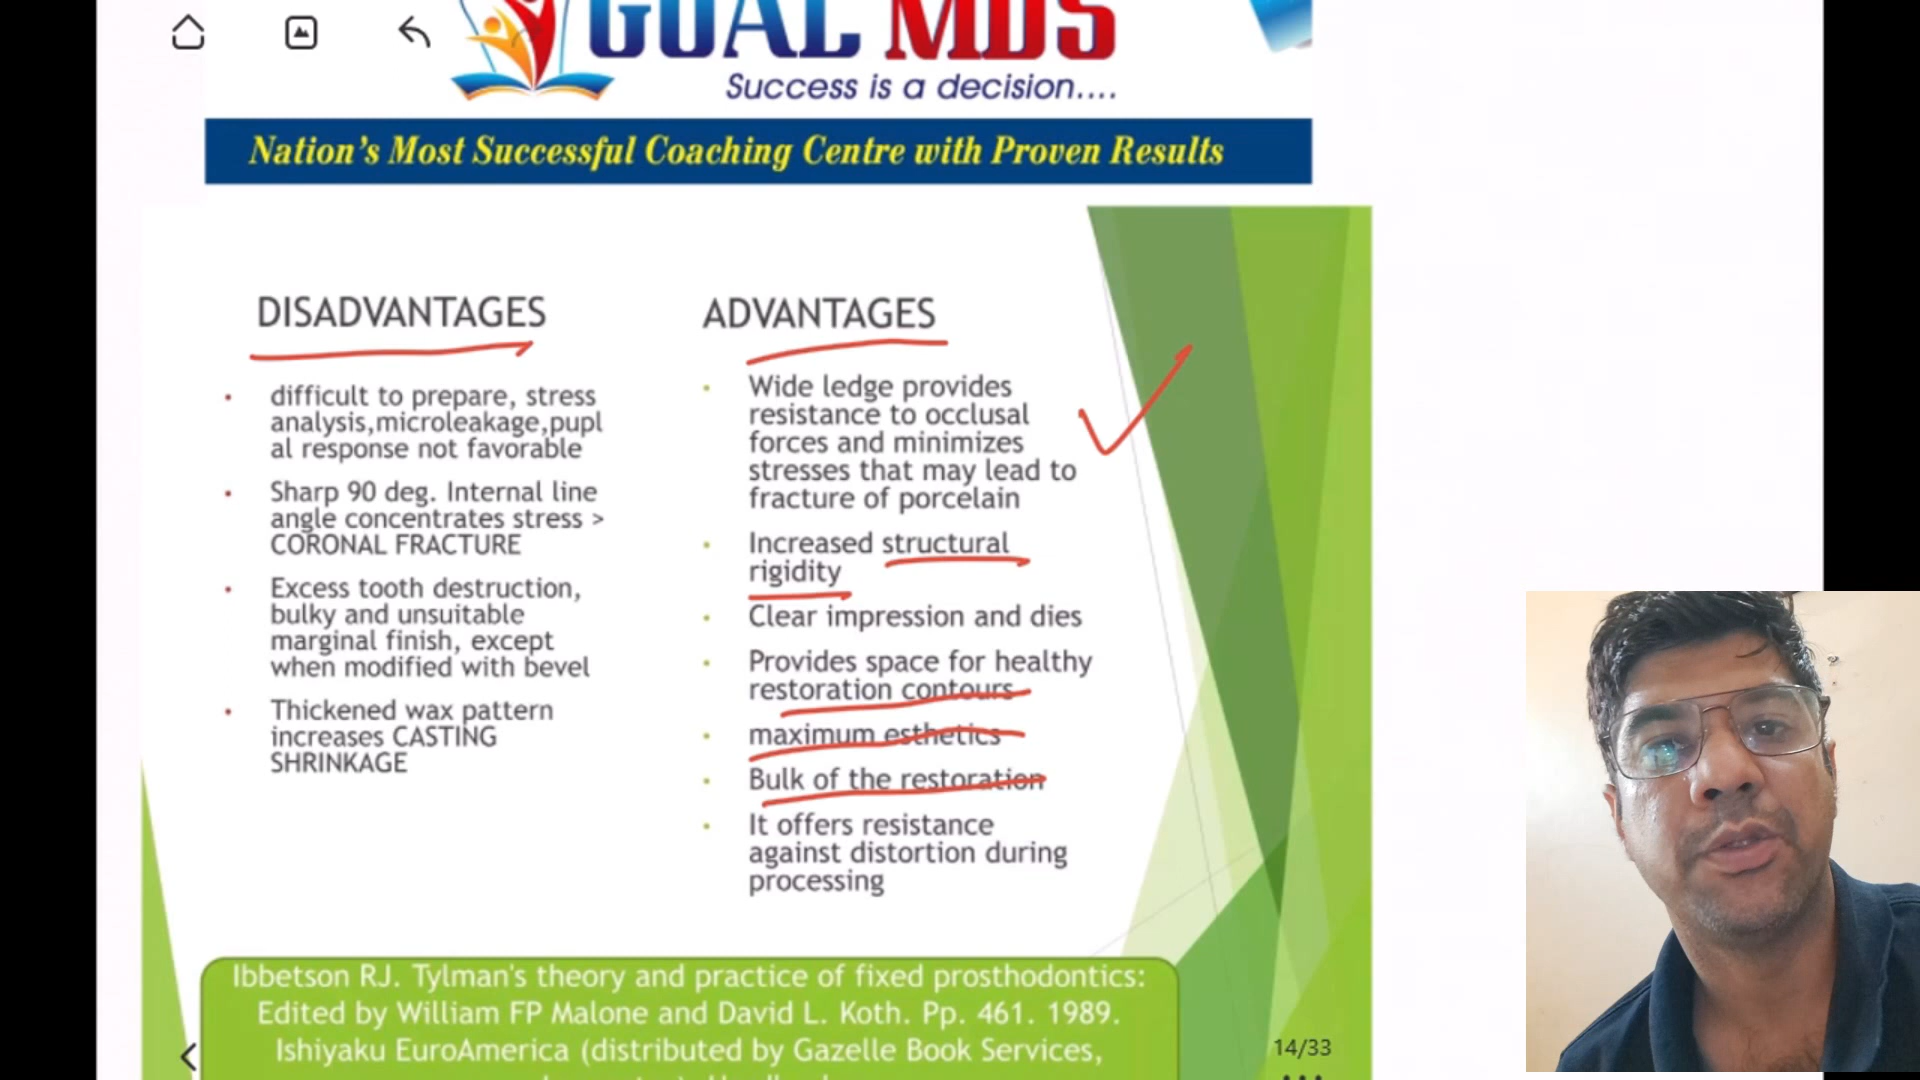 GOAL MDS
Success is a decision....
Nation's Most Successful Coaching Centre with Proven Results
DISADVANTAGES
difficult to prepare, stress
analysis,microleakage,pupl
al response not favorable
Sharp 90 deg. Internal line
angle concentrates stress >
CORONAL FRACTURE
Excess tooth destruction,
bulky and unsuitable
marginal finish, except
when modified with bevel
Thickened wax pattern
increases CASTING
SHRINKAGE
ADVANTAGES
Wide ledge provides
resistance to occlusal
forces and minimizes
stresses that may lead to
fracture of porcelain
Increased structural
rigidity
Clear impression and dies
Provides space for healthy
restoration contours
maximum esthetics
Bulk of the restoration
It offers resistance
against distortion during
processing
Ibbetson RJ. Tylman's theory and practice of fixed prosthodontics:
Edited by William FP Malone and David L. Koth. Pp. 461. 1989.
Ishiyaku EuroAmerica (distributed by Gazelle Book Services,
14/33